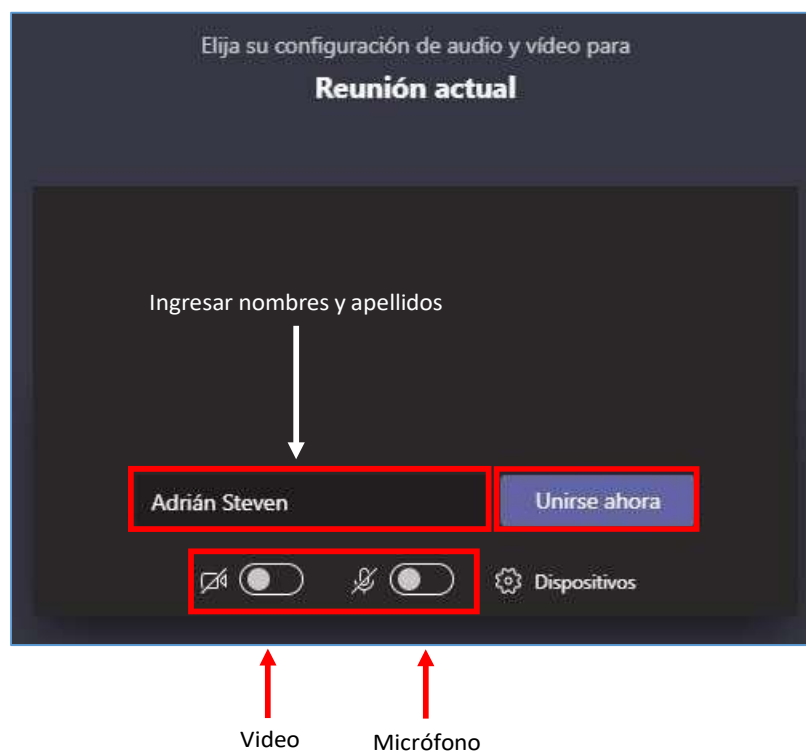 Elija su configuración de audio y vídeo para
Reunión actual
Ingresar nombres y apellidos
Adrián Steven
Unirse ahora
Dispositivos
Video
Micrófono